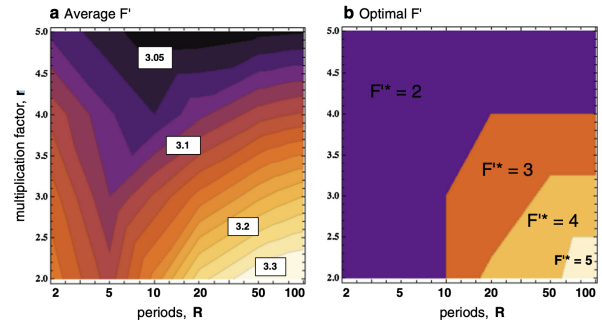 a Average F'
b Optimal F'
multiplication factor, r
5.0
4.5
4.0
3.5
3.0
2.5
2.0
3.05
3.1
3.2
3.3
2 5 10 20 50 100
periods, R
5.0
4.5
4.0
3.5
3.0
2.5
2.0
F'* = 2
F'* = 3
F'* = 4
F'* = 5
2 5 10 20 50 100
periods, R